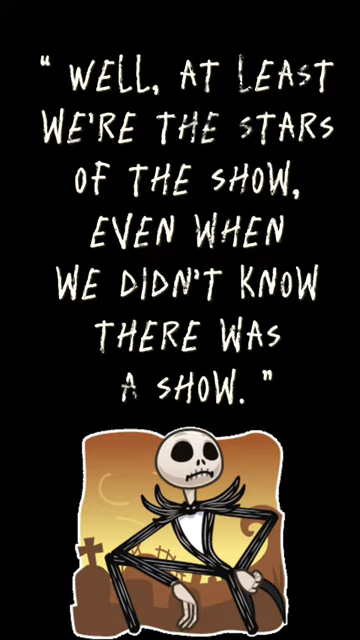 " WELL, AT LEAST
WE'RE THE STARS
OF THE SHOW,
EVEN WHEN
WE DIDN'T KNOW
THERE WAS
A SHOW. "